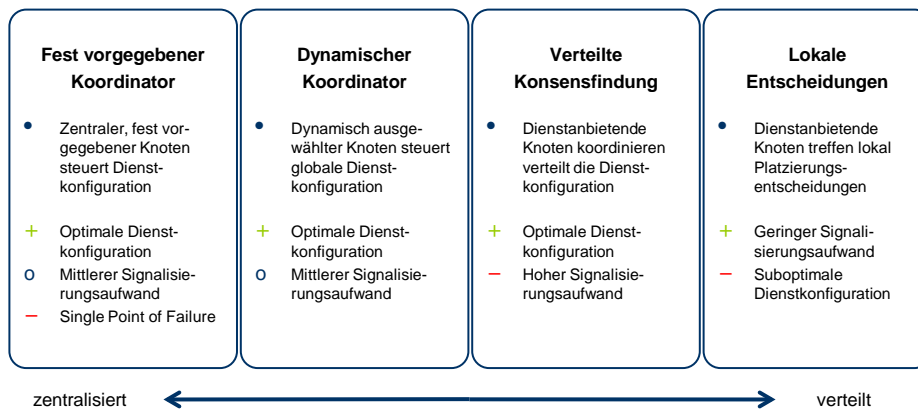 Fest vorgegebener
Koordinator
• Zentraler, fest vor-
gegebener Knoten
steuert Dienst-
konfiguration
+ Optimale Dienst-
konfiguration
o Mittlerer Signalisie-
rungsaufwand
– Single Point of Failure
Dynamischer
Koordinator
• Dynamisch ausge-
wählter Knoten steuert
globale Dienst-
konfiguration
+ Optimale Dienst-
konfiguration
o Mittlerer Signalisie-
rungsaufwand
Verteilte
Konsensfindung
• Dienstanbietende
Knoten koordinieren
verteilt die Dienst-
konfiguration
+ Optimale Dienst-
konfiguration
– Hoher Signalisie-
rungsaufwand
Lokale
Entscheidungen
• Dienstanbietende
Knoten treffen lokal
Platzierungs-
entscheidungen
+ Geringer Signali-
sierungsaufwand
– Suboptimale
Dienstkonfiguration
zentralisiert
verteilt